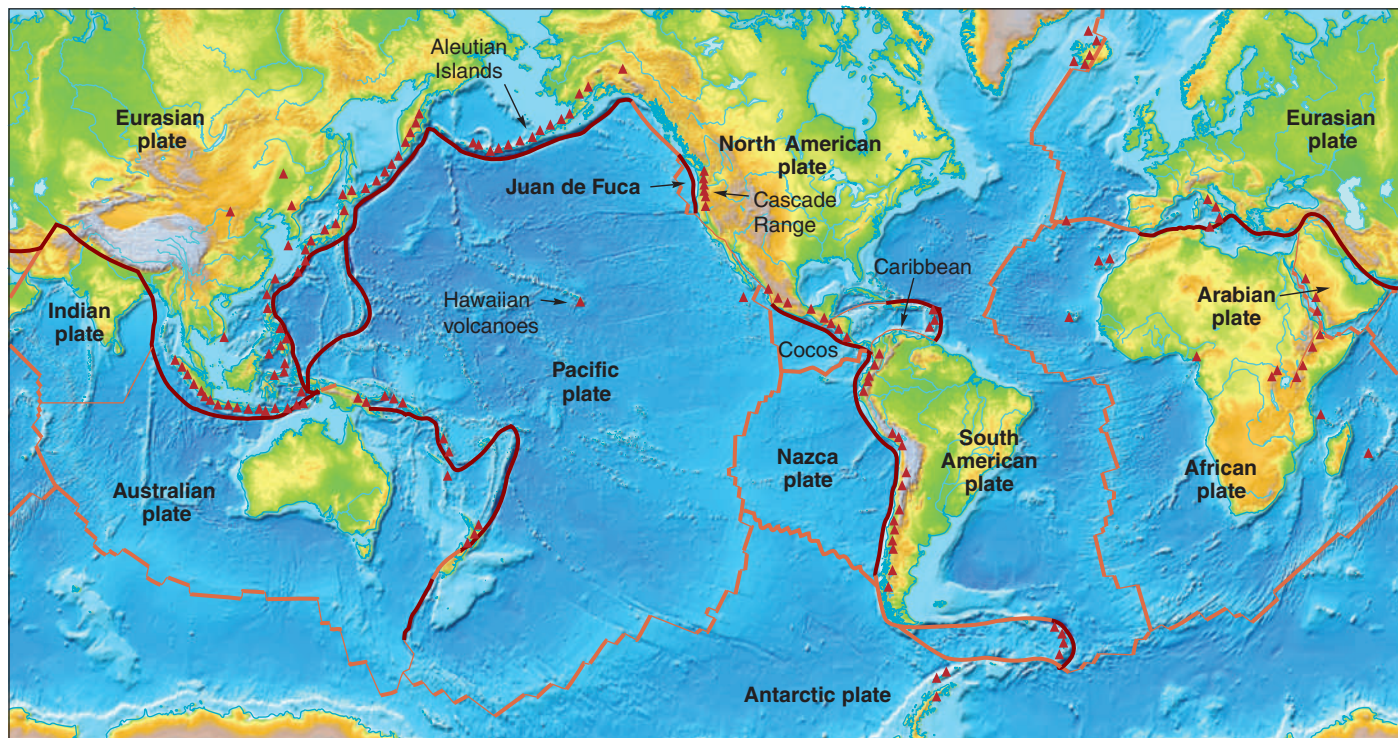 Aleutian
Islands
Eurasian
plate
North American
plate
Eurasian
plate
Juan de Fuca
Cascade
Range
Caribbean
Indian
plate
Hawaiian
volcanoes
Arabian
plate
Cocos
Pacific
plate
Nazca
plate
South
American
plate
African
plate
Australian
plate
Antarctic plate